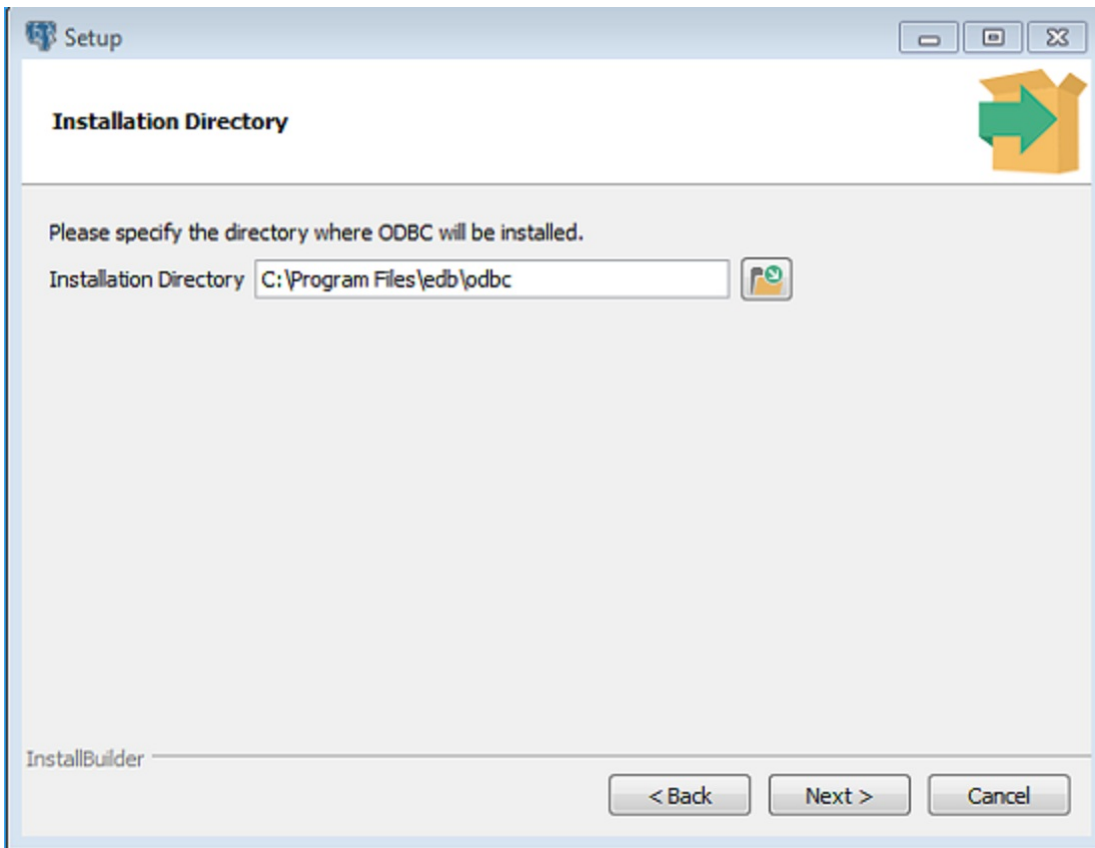 Setup
Installation Directory
Please specify the directory where ODBC will be installed.
Installation Directory C:\Program Files\edb\odbc
InstallBuilder
< Back Next > Cancel